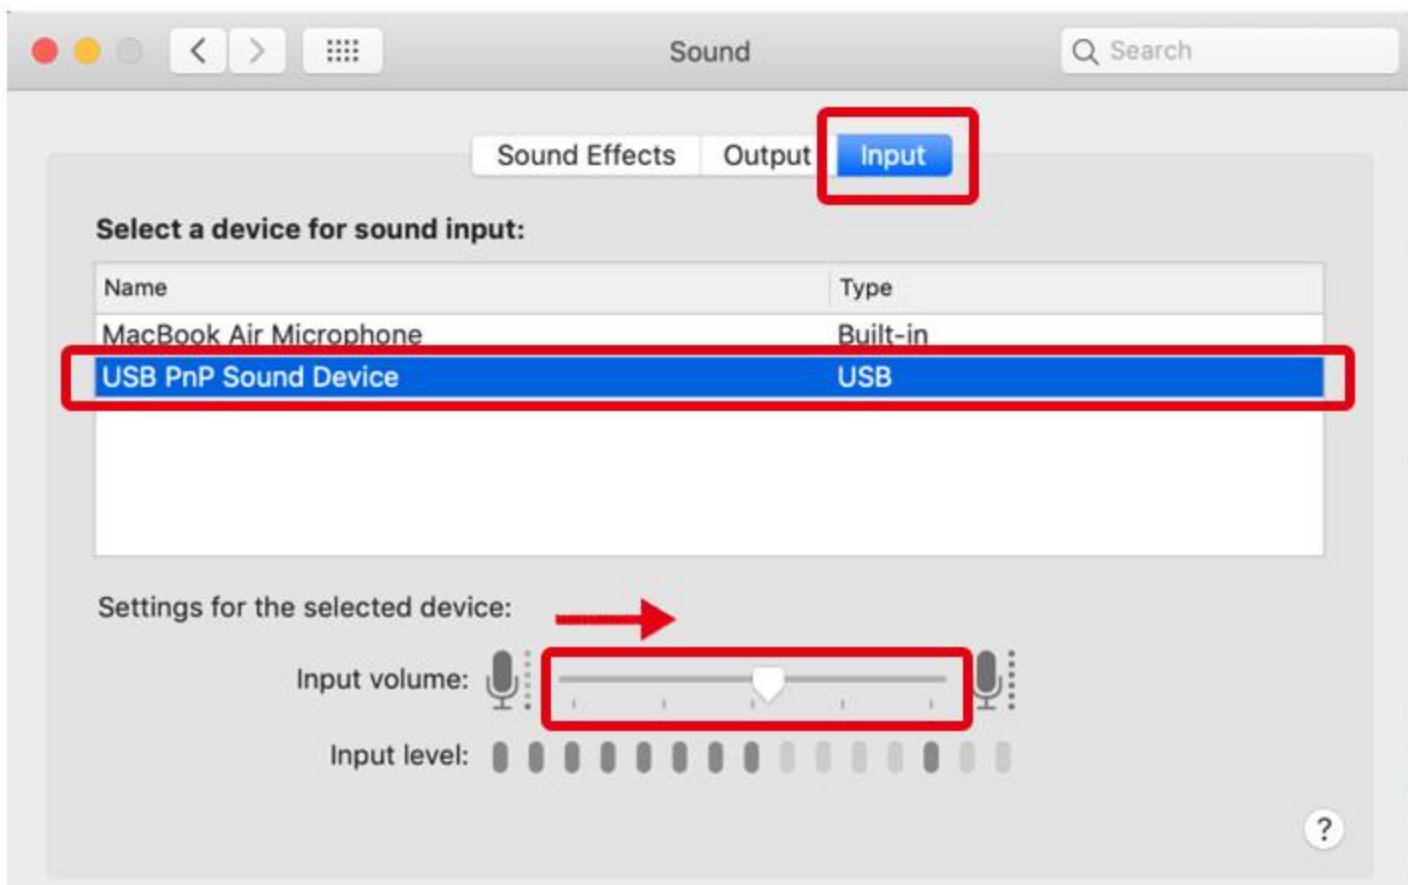 Sound
Search
Sound Effects Output Input
Select a device for sound input:
Name Type
MacBook Air Microphone Built-in
USB PnP Sound Device USB
Settings for the selected device:
Input volume:
Input level:
?